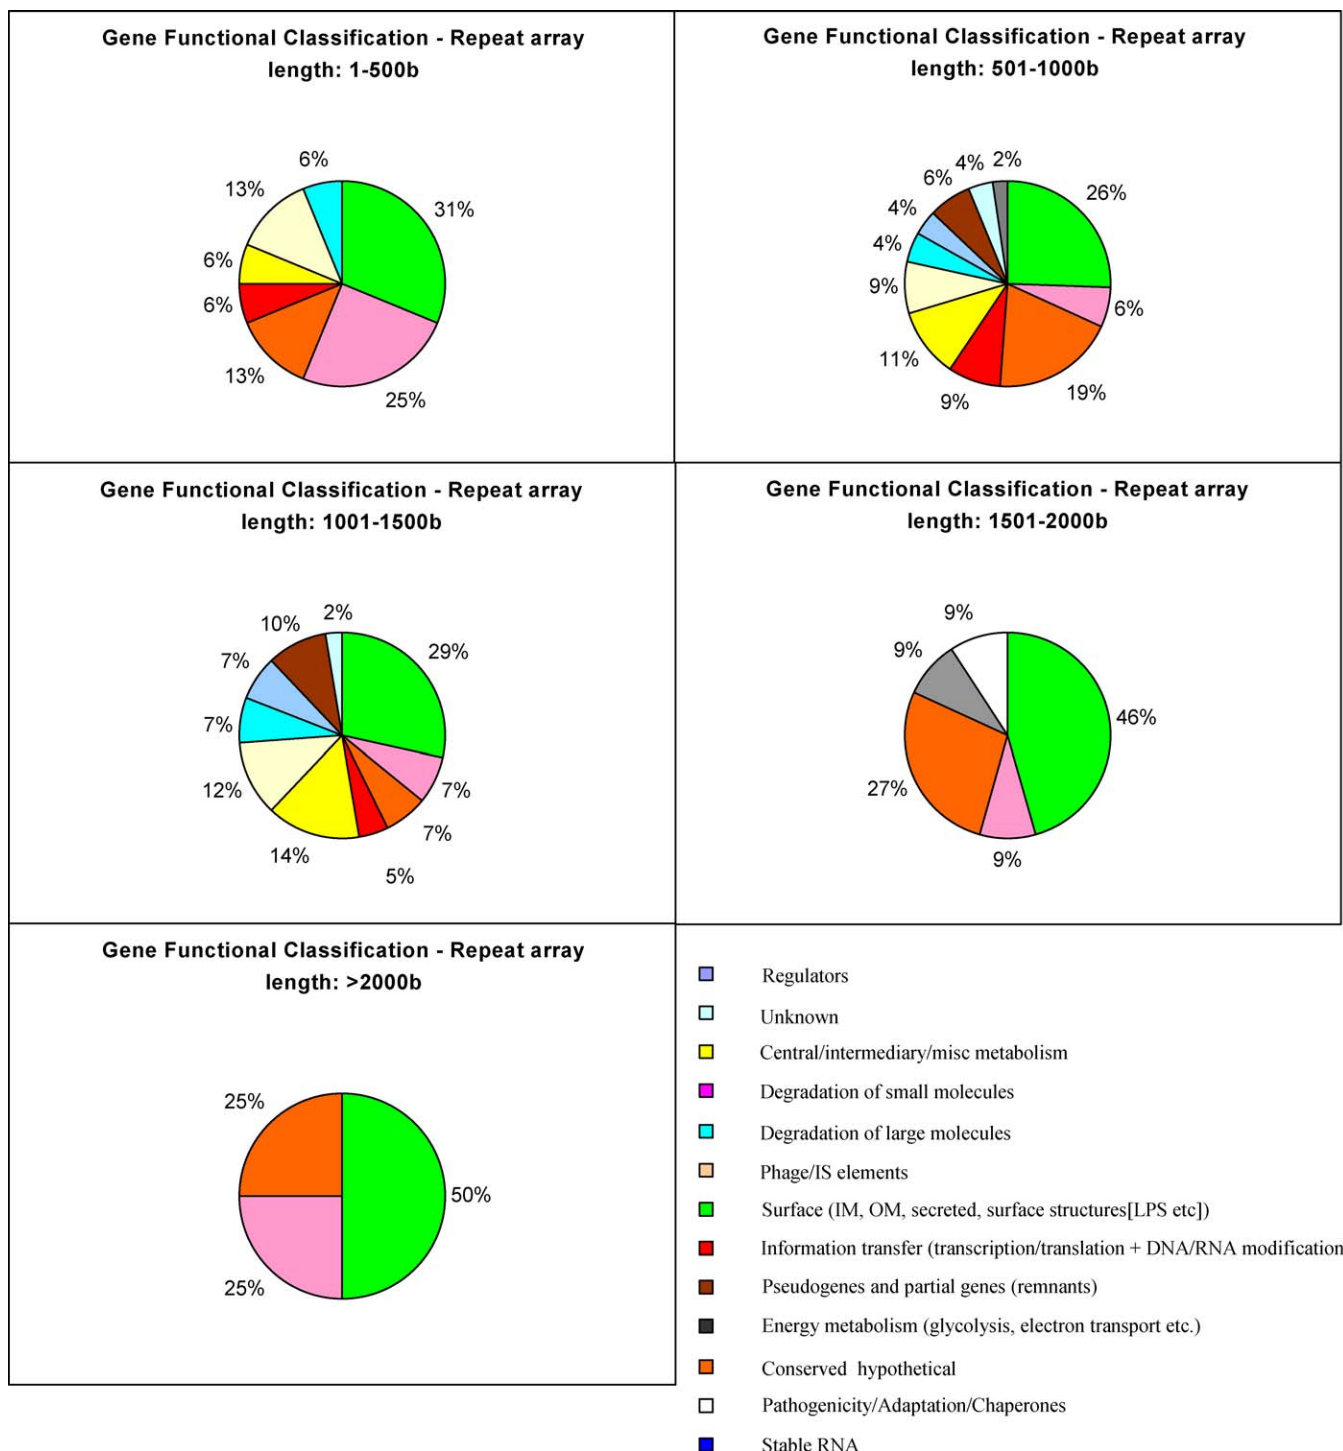 Gene Functional Classification - Repeat array
length: 1-500b
6%
13%
31%
6%
6%
13%
25%
Gene Functional Classification - Repeat array
length: 501-1000b
4%
2%
6%
26%
4%
4%
9%
6%
11%
19%
9%
Gene Functional Classification - Repeat array
length: 1001-1500b
2%
10%
29%
7%
7%
12%
7%
7%
14%
5%
Gene Functional Classification - Repeat array
length: 1501-2000b
9%
9%
46%
27%
9%
Gene Functional Classification - Repeat array
length: >2000b
25%
50%
25%
Regulators
Unknown
Central/intermediary/misc metabolism
Degradation of small molecules
Degradation of large molecules
Phage/IS elements
Surface (IM, OM, secreted, surface structures[LPS etc])
Information transfer (transcription/translation + DNA/RNA modification
Pseudogenes and partial genes (remnants)
Energy metabolism (glycolysis, electron transport etc.)
Conserved hypothetical
Pathogenicity/Adaptation/Chaperones
Stable RNA